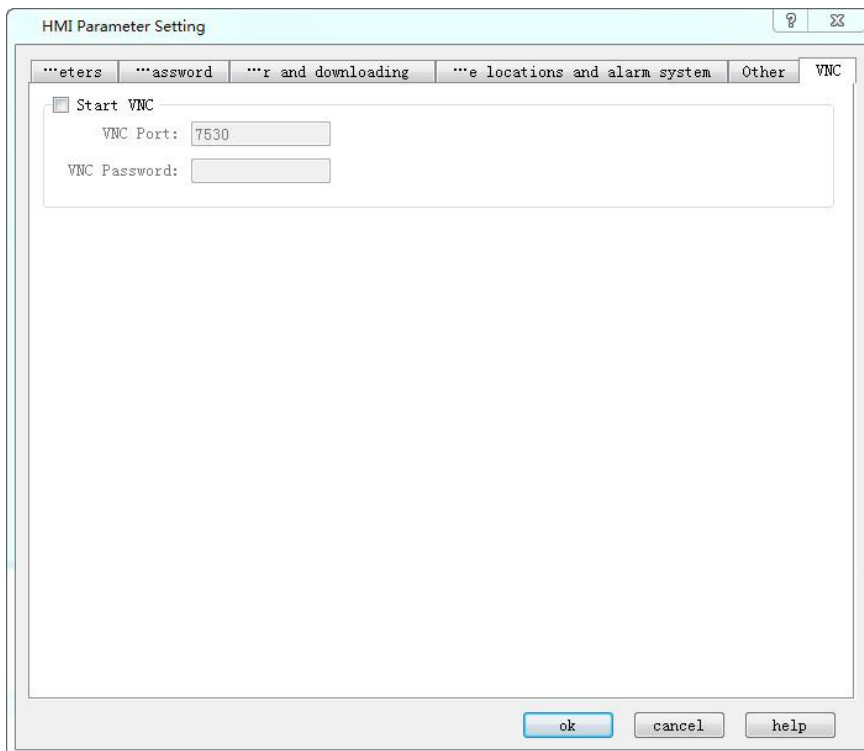 HMI Parameter Setting
…eters …assword …r and downloading …e locations and alarm system Other VNC
Start VNC
VNC Port: 7530
VNC Password:
ok cancel help